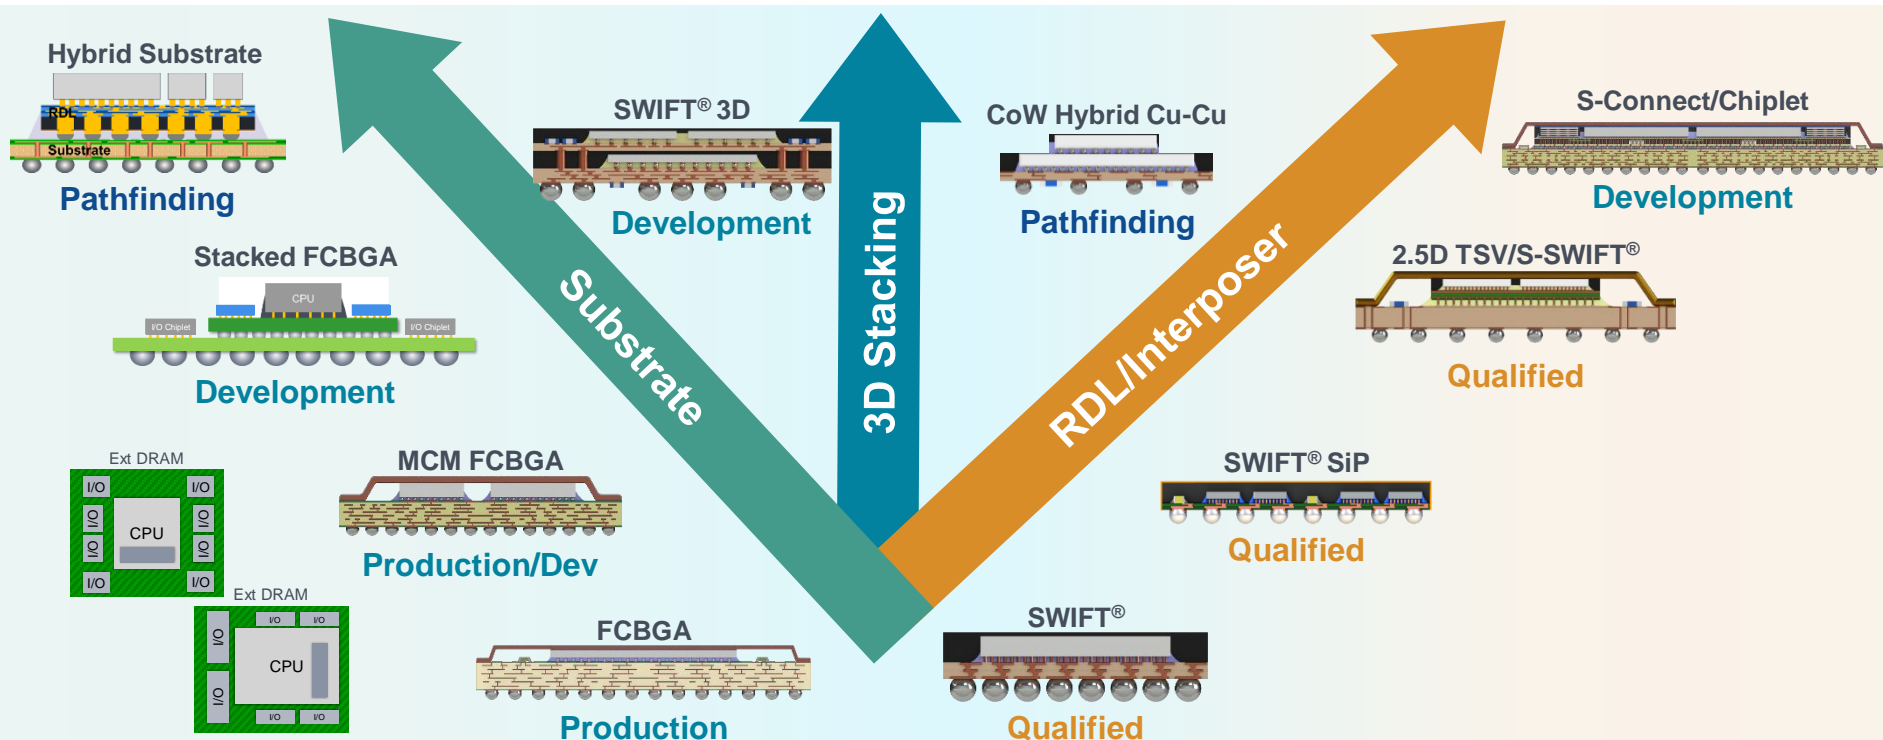 Hybrid Substrate
RDL
Substrate
Pathfinding
SWIFT® 3D
Development
CoW Hybrid Cu-Cu
Pathfinding
S-Connect/Chiplet
Development
Stacked FCBGA
CPU
I/O Chiplet
I/O Chiplet
Development
2.5D TSV/S-SWIFT®
Qualified
Substrate
3D Stacking
RDL/Interposer
Ext DRAM
I/O
I/O
I/O
I/O
CPU
I/O
I/O
I/O
I/O
MCM FCBGA
Production/Dev
SWIFT® SiP
Qualified
Ext DRAM
I/O
I/O
I/O
CPU
I/O
I/O
I/O
FCBGA
Production
SWIFT®
Qualified